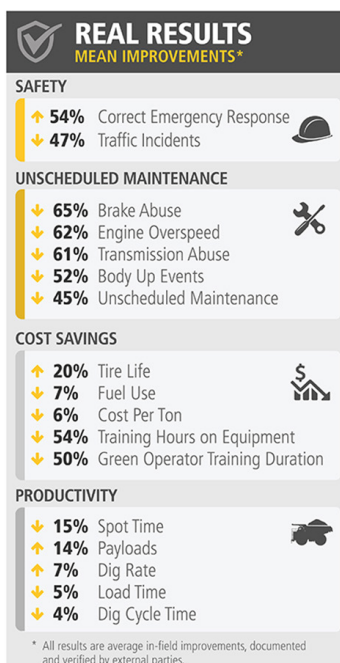 REAL RESULTS
MEAN IMPROVEMENTS*
SAFETY
54% Correct Emergency Response
47% Traffic Incidents
UNSCHEDULED MAINTENANCE
65% Brake Abuse
62% Engine Overspeed
61% Transmission Abuse
52% Body Up Events
45% Unscheduled Maintenance
COST SAVINGS
20% Tire Life
7% Fuel Use
6% Cost Per Ton
54% Training Hours on Equipment
50% Green Operator Training Duration
$
PRODUCTIVITY
15% Spot Time
14% Payloads
7% Dig Rate
5% Load Time
4% Dig Cycle Time
* All results are average in-field improvements, documented
and verified by external parties.